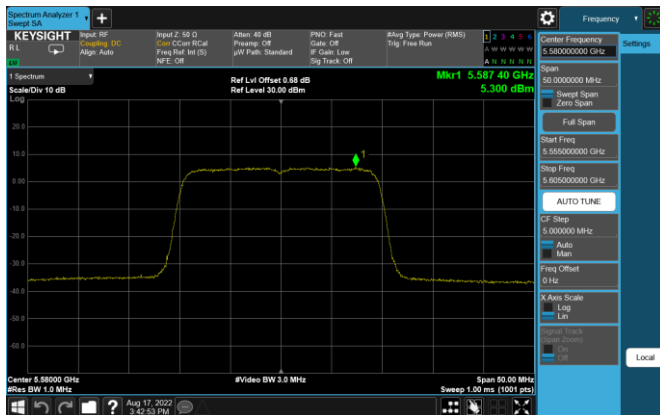 Spectrum Analyzer 1
Swept SA
+
Frequency
KEYSIGHT
RL
Input: RF
Coupling: DC
Align: Auto
Input Z: 50 Ω
Corr CCorr RCal
Freq Ref: Int (S)
NFE: Off
Atten: 40 dB
Preamp: Off
µW Path: Standard
PNO: Fast
Gate: Off
IF Gain: Low
Sig Track: Off
#Avg Type: Power (RMS)
Trig: Free Run
1 2 3 4 5 6
A W W W W W
A N N N N N
1 Spectrum
Scale/Div 10 dB
Log
Ref Lvl Offset 0.68 dB
Ref Level 30.00 dBm
Mkr1 5.587 40 GHz
5.300 dBm
20.0
10.0
0.00
-10.0
-20.0
-30.0
-40.0
-50.0
-60.0
1
Center 5.58000 GHz
#Res BW 1.0 MHz
#Video BW 3.0 MHz
Span 50.00 MHz
Sweep 1.00 ms (1001 pts)
Center Frequency
5.580000000 GHz
Settings
Span
50.0000000 MHz
Swept Span
Zero Span
Full Span
Start Freq
5.555000000 GHz
Stop Freq
5.605000000 GHz
AUTO TUNE
CF Step
5.000000 MHz
Auto
Man
Freq Offset
0 Hz
X Axis Scale
Log
Lin
Signal Track
(Span Zoom)
On
Off
Local
?
Aug 17, 2022
3:42:53 PM